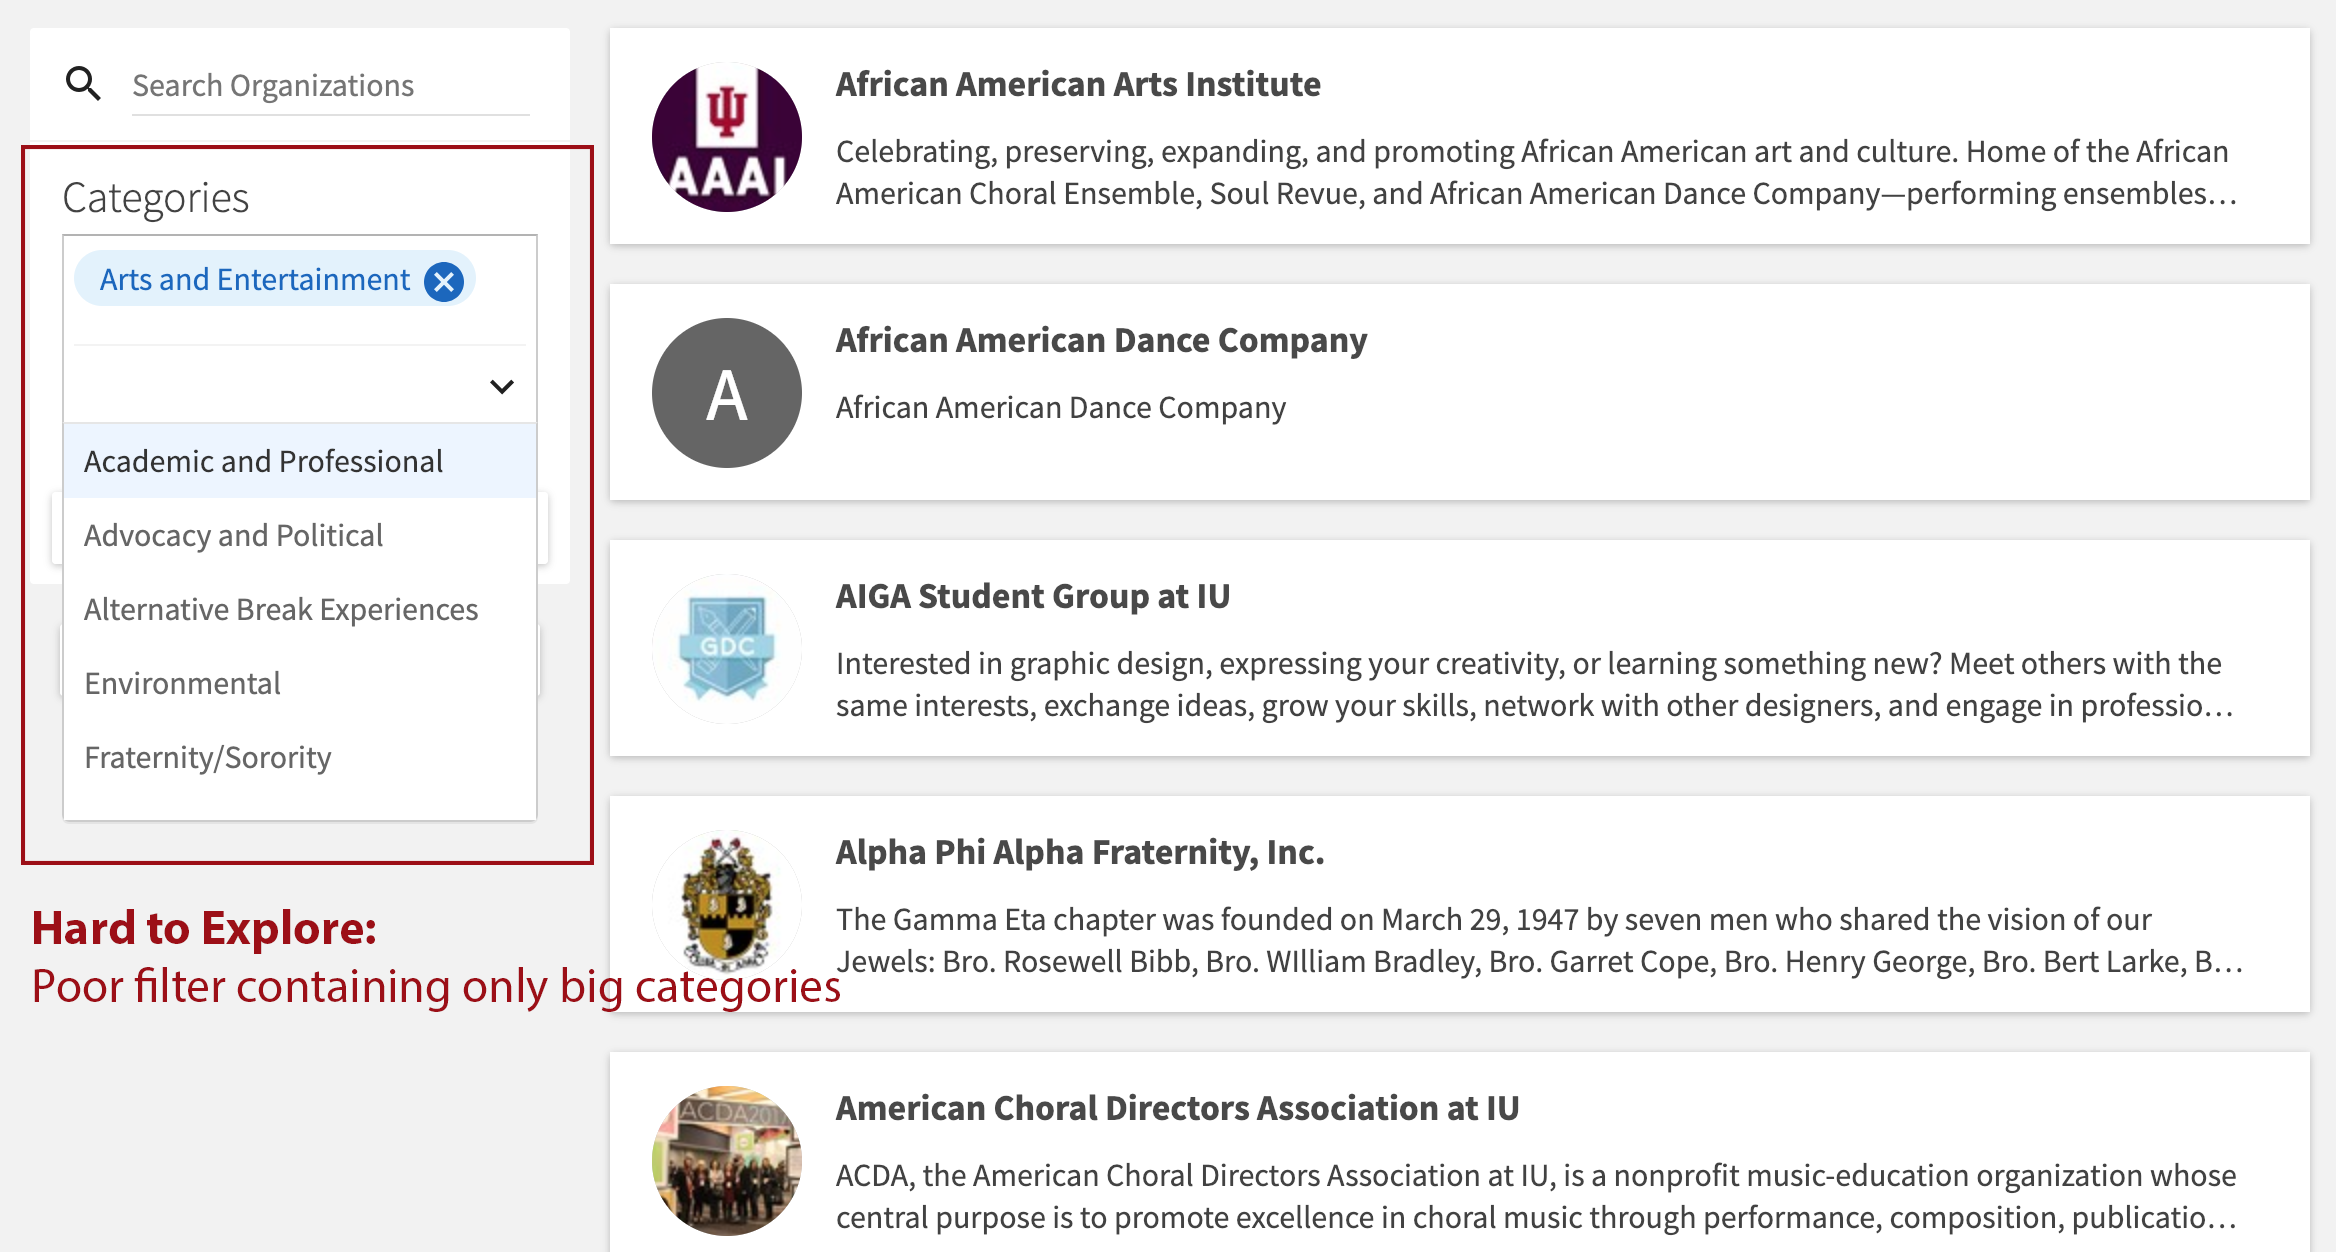 Search Organizations
Categories
Arts and Entertainment
Academic and Professional
Advocacy and Political
Alternative Break Experiences
Environmental
Fraternity/Sorority
Hard to Explore:
Poor filter containing only big categories
AAAI
African American Arts Institute
Celebrating, preserving, expanding, and promoting African American art and culture. Home of the African
American Choral Ensemble, Soul Revue, and African American Dance Company—performing ensembles…
A
African American Dance Company
African American Dance Company
GDC
AIGA Student Group at IU
Interested in graphic design, expressing your creativity, or learning something new? Meet others with the
same interests, exchange ideas, grow your skills, network with other designers, and engage in professio…
Alpha Phi Alpha Fraternity, Inc.
The Gamma Eta chapter was founded on March 29, 1947 by seven men who shared the vision of our
Jewels: Bro. Rosewell Bibb, Bro. WIlliam Bradley, Bro. Garret Cope, Bro. Henry George, Bro. Bert Larke, B…
ACDA2017
American Choral Directors Association at IU
ACDA, the American Choral Directors Association at IU, is a nonprofit music-education organization whose
central purpose is to promote excellence in choral music through performance, composition, publicatio…